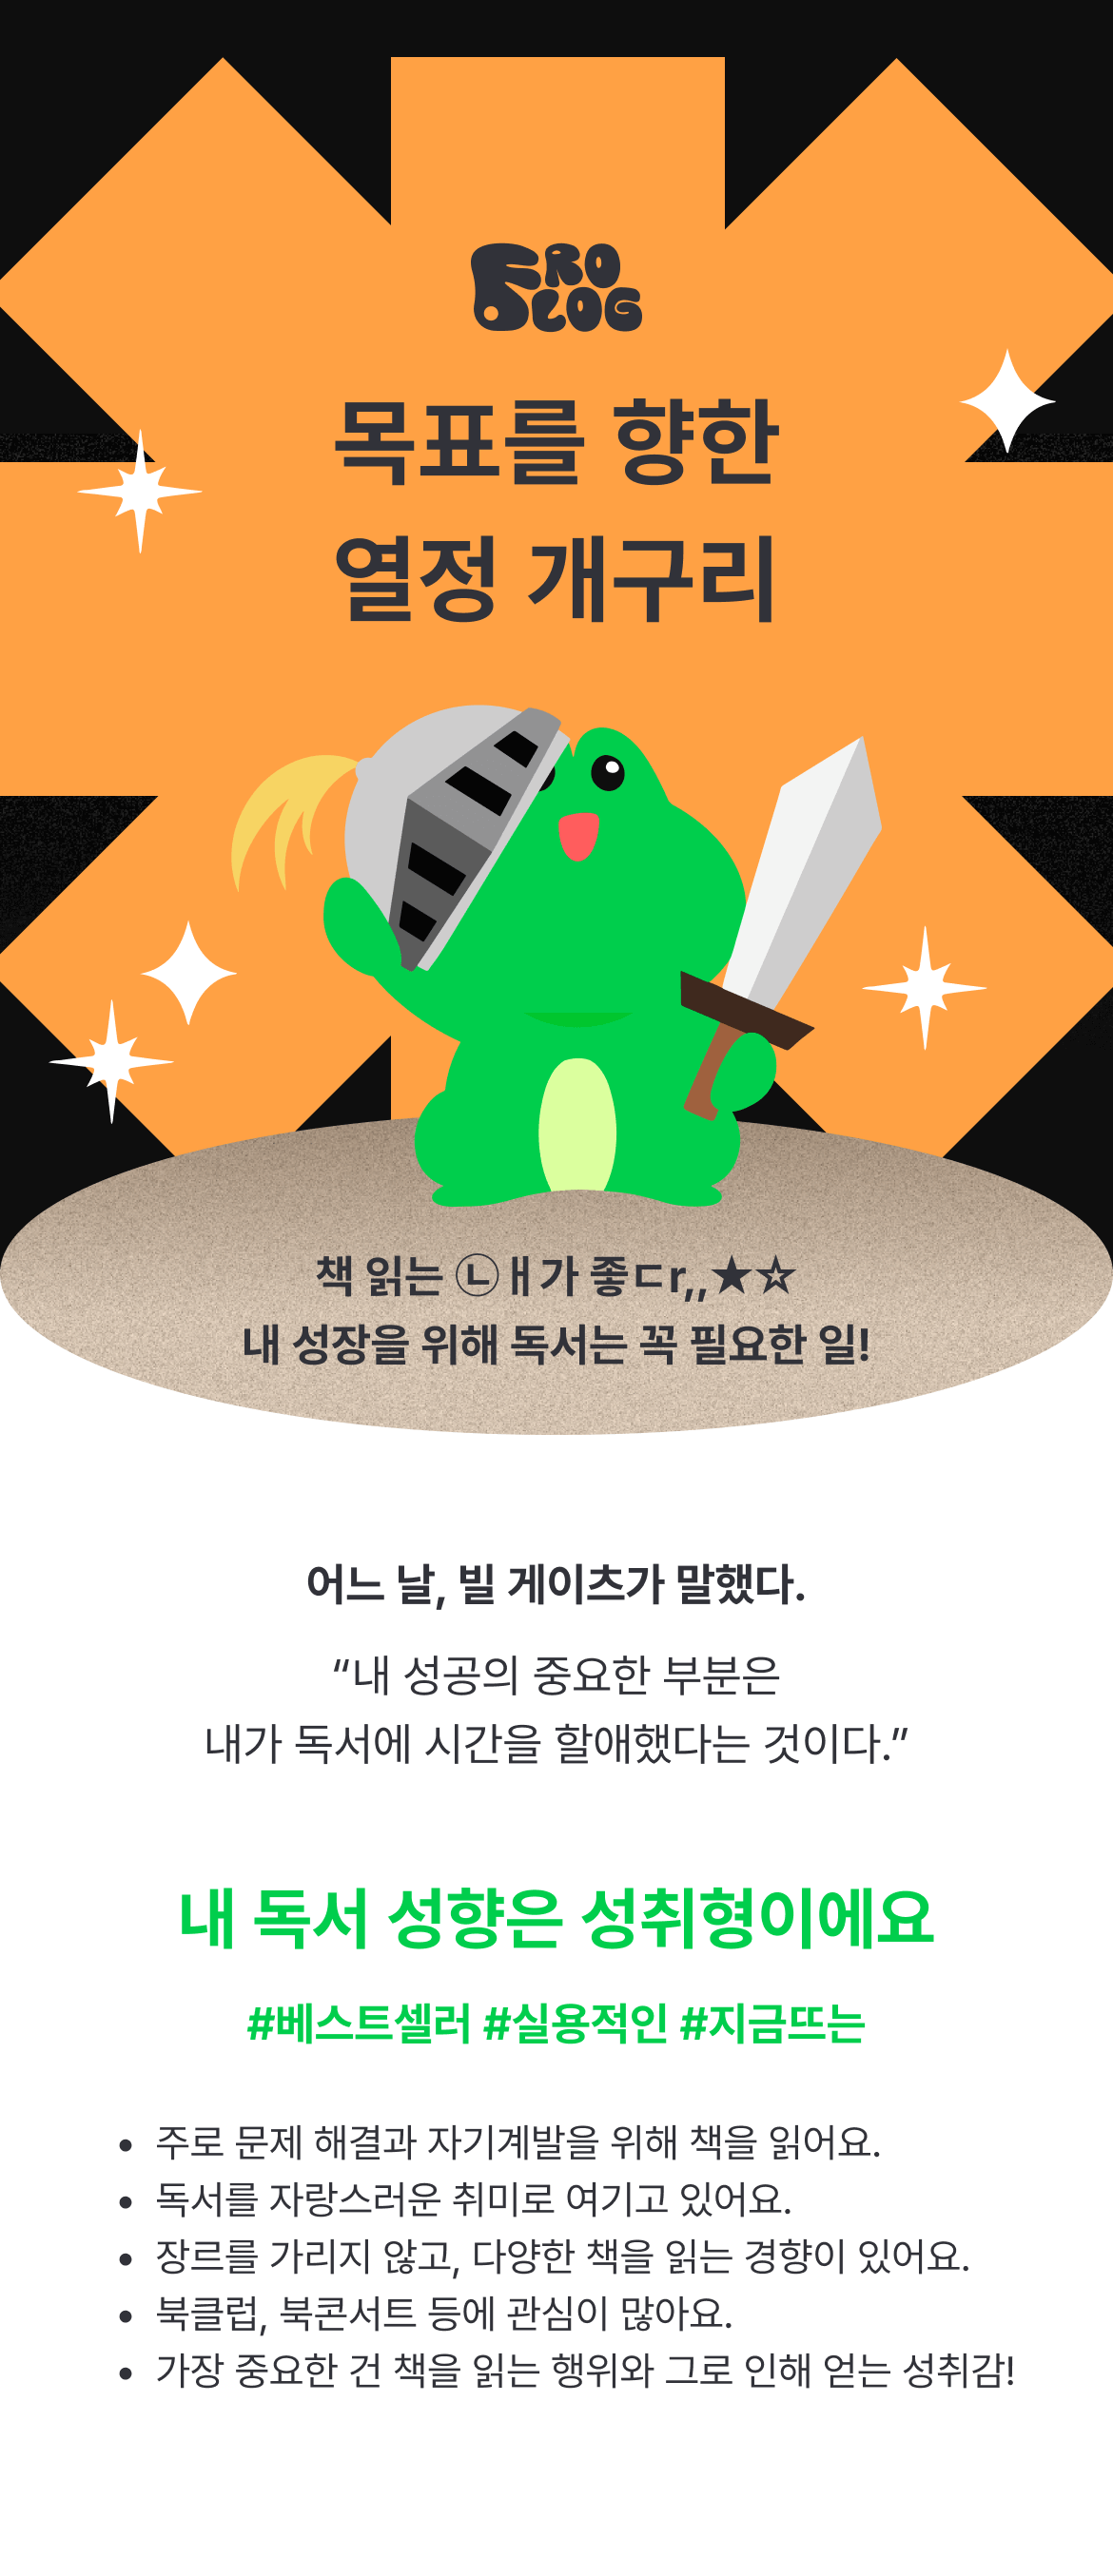 FROLOG
목표를 향한
열정 개구리
책 읽는 ㉡ㅐ가 좋ㄷr,,★☆
내 성장을 위해 독서는 꼭 필요한 일!
어느 날, 빌 게이츠가 말했다.
“내 성공의 중요한 부분은
내가 독서에 시간을 할애했다는 것이다.”
내 독서 성향은 성취형이에요
#베스트셀러 #실용적인 #지금뜨는
• 주로 문제 해결과 자기계발을 위해 책을 읽어요.
• 독서를 자랑스러운 취미로 여기고 있어요.
• 장르를 가리지 않고, 다양한 책을 읽는 경향이 있어요.
• 북클럽, 북콘서트 등에 관심이 많아요.
• 가장 중요한 건 책을 읽는 행위와 그로 인해 얻는 성취감!